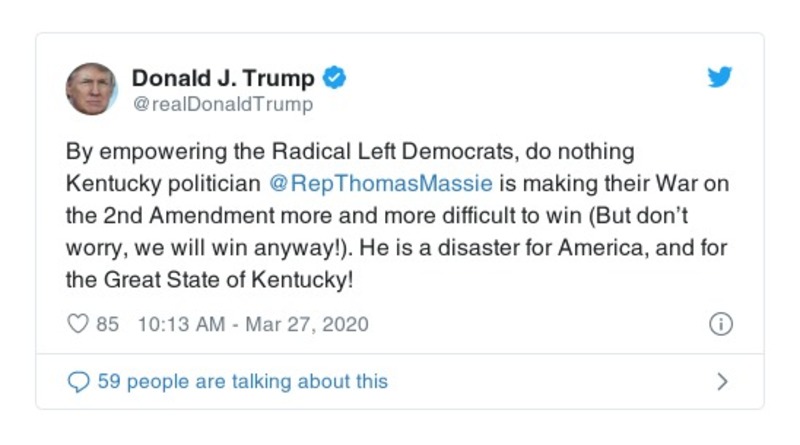 Donald J. Trump
@realDonaldTrump
By empowering the Radical Left Democrats, do nothing
Kentucky politician @RepThomasMassie is making their War on
the 2nd Amendment more and more difficult to win (But don’t
worry, we will win anyway!). He is a disaster for America, and for
the Great State of Kentucky!
85 10:13 AM - Mar 27, 2020
59 people are talking about this